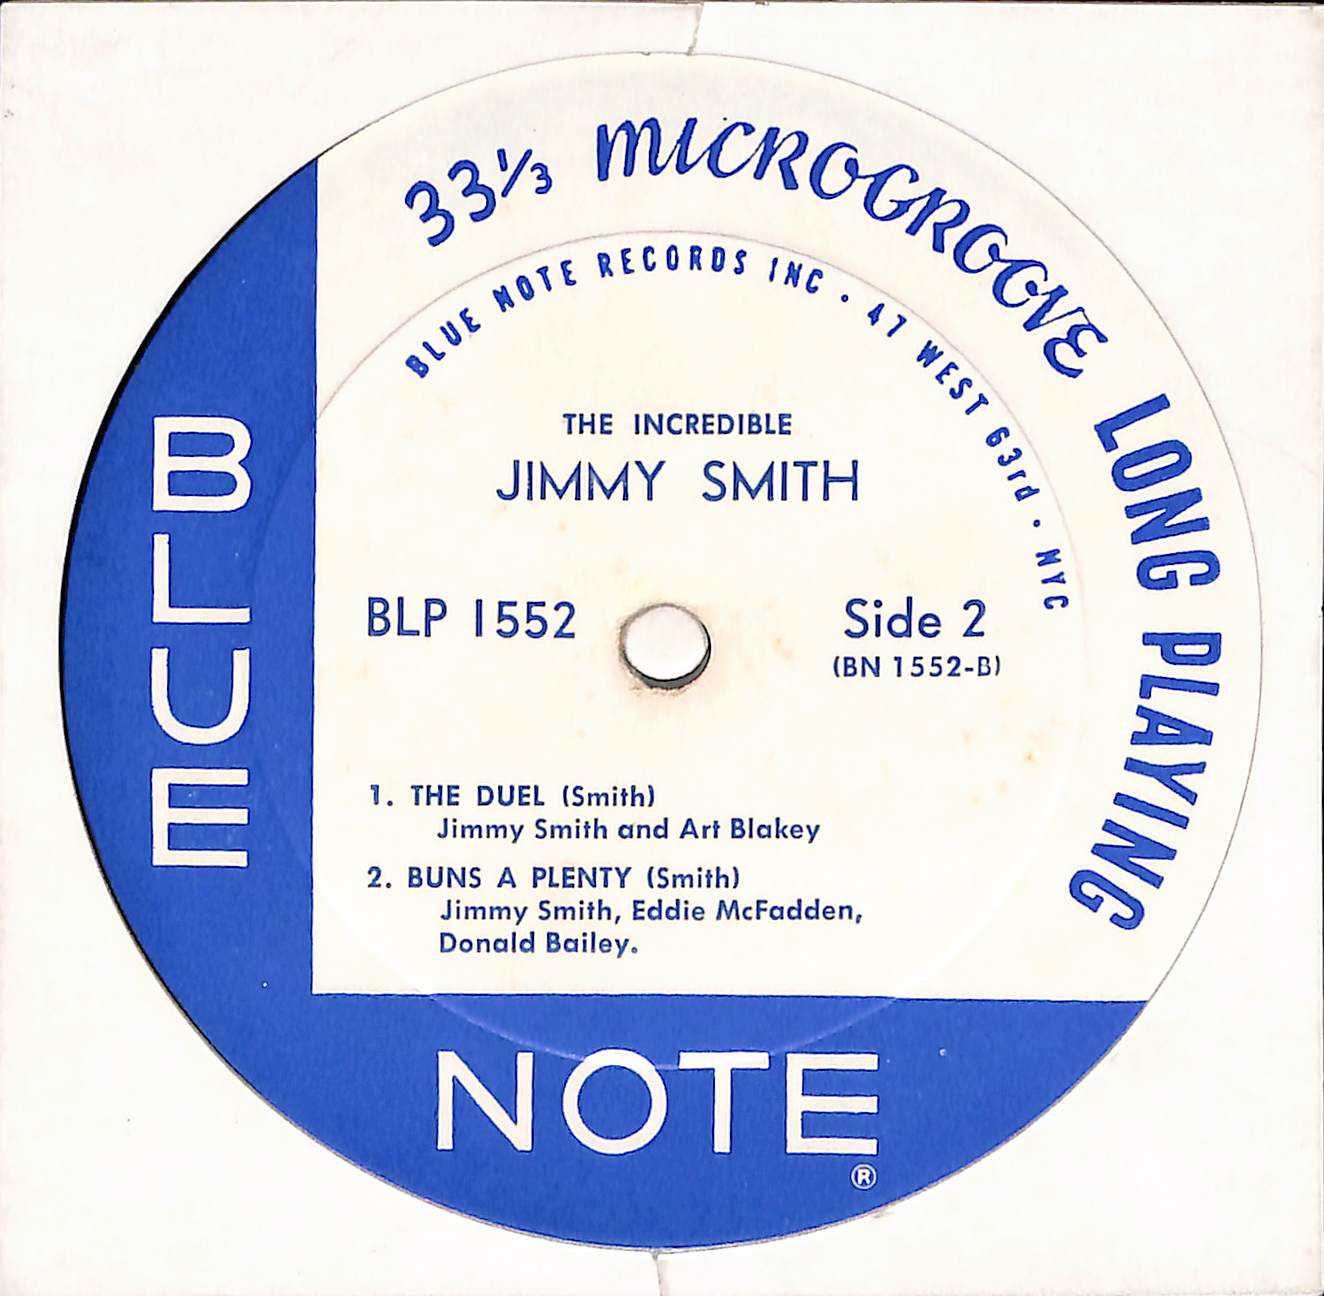 33 1/3 MICROGROOVE LONG PLAYING
BLUE NOTE RECORDS INC · 47 WEST 63rd · NYC
THE INCREDIBLE
JIMMY SMITH
BLP 1552
Side 2
(BN 1552-B)
1. THE DUEL (Smith)
Jimmy Smith and Art Blakey
2. BUNS A PLENTY (Smith)
Jimmy Smith, Eddie McFadden,
Donald Bailey.
BLUE
NOTE
®